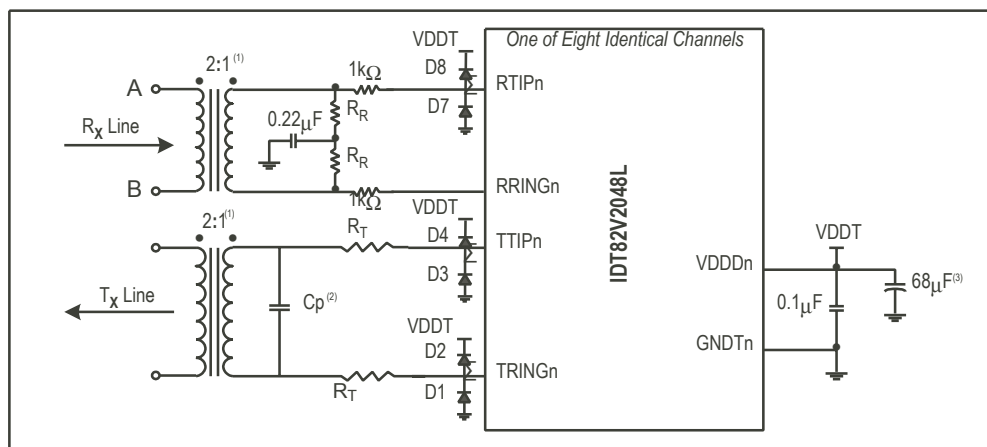 One of Eight Identical Channels
VDDT
2:1(1)
D8
1kΩ
A
RTIPn
RR
D7
0.22μF
RX Line
RR
B
RRINGn
1kΩ
VDDT
2:1(1)
RT
D4
TTIPn
IDT82V2048L
VDDT
VDDDn
D3
TX Line
Cp(2)
68μF(3)
0.1μF
VDDT
GNDTn
D2
TRINGn
RT
D1